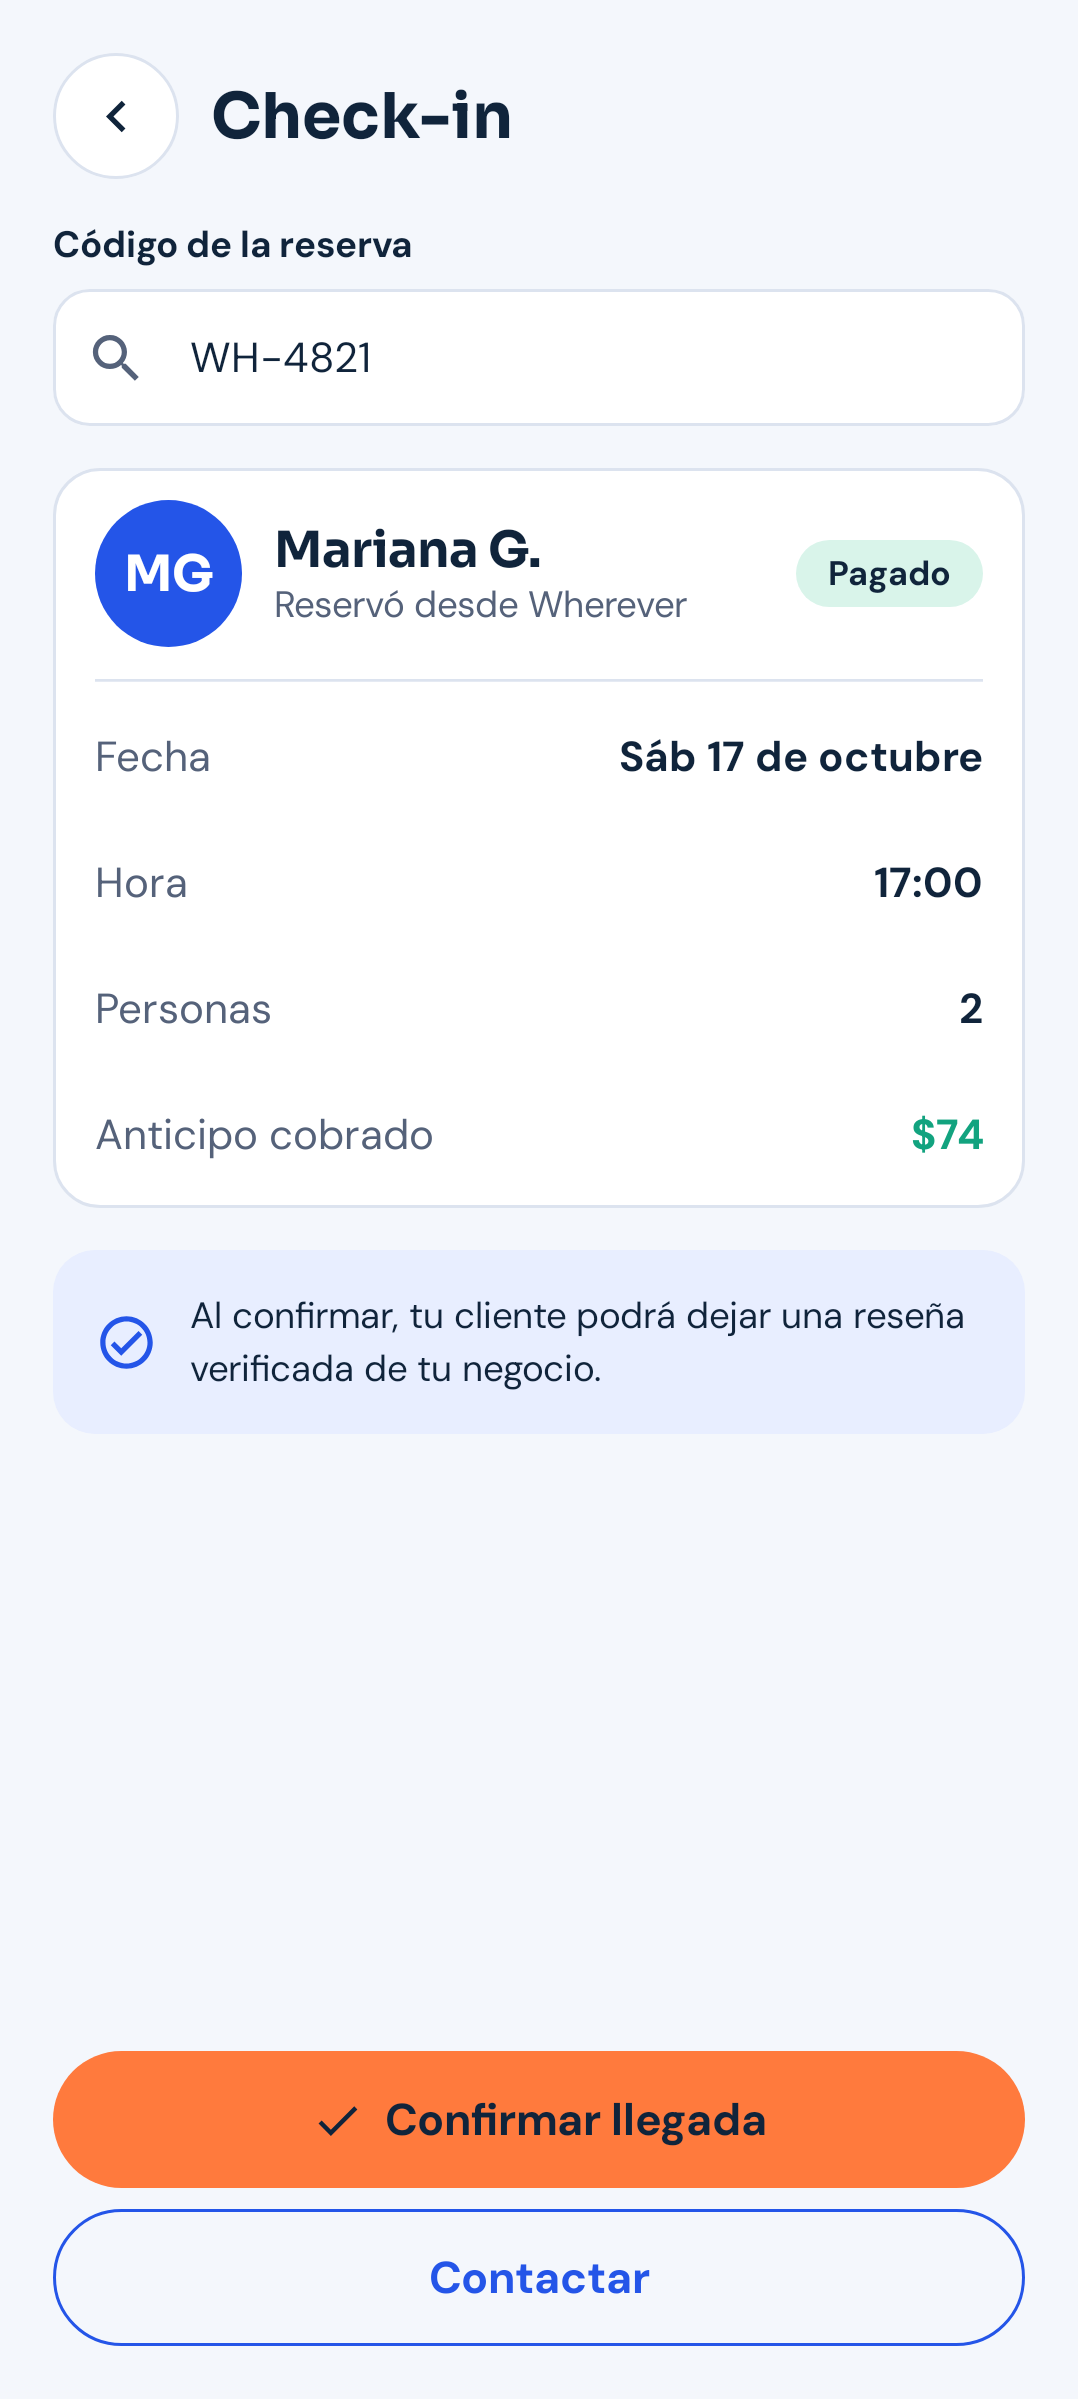 Check-in
Código de la reserva
WH-4821
MG
Mariana G.
Reservó desde Wherever
Pagado
Fecha
Sáb 17 de octubre
Hora
17:00
Personas
2
Anticipo cobrado
$74
Al confirmar, tu cliente podrá dejar una reseña
verificada de tu negocio.
Confirmar llegada
Contactar